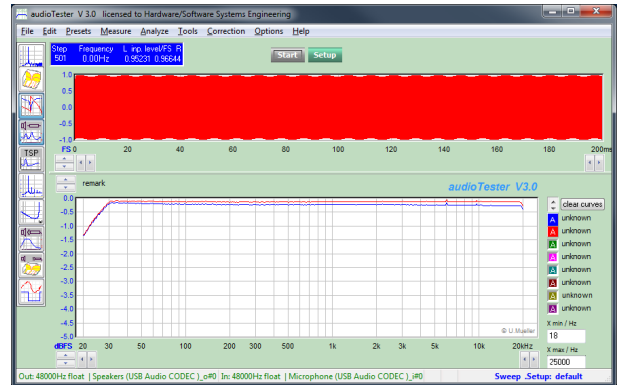 audioTester V 3.0 licensed to Hardware/Software Systems Engineering
File Edit Presets Measure Analyze Tools Correction Options Help
Step Frequency L inp. level/FS R
501 0.00Hz 0.95231 0.96644
Start Setup
1.0
0.5
0.0
-0.5
-1.0
FS 0 20 40 60 80 100 120 140 160 180 200ms
TSP
remark
audioTester V3.0
0.0
-0.5
-1.0
-1.5
-2.0
-2.5
-3.0
-3.5
-4.0
-4.5
-5.0
dBFS 20 30 50 100 200 300 500 1k 2k 3k 5k 10k 20kHz
© U.Mueller
clear curves
A unknown
A unknown
A unknown
A unknown
A unknown
A unknown
A unknown
A unknown
X min / Hz
18
X max / Hz
25000
Out: 48000Hz float | Speakers (USB Audio CODEC )_o#0 In: 48000Hz float | Microphone (USB Audio CODEC )_i#0 Sweep .Setup: default